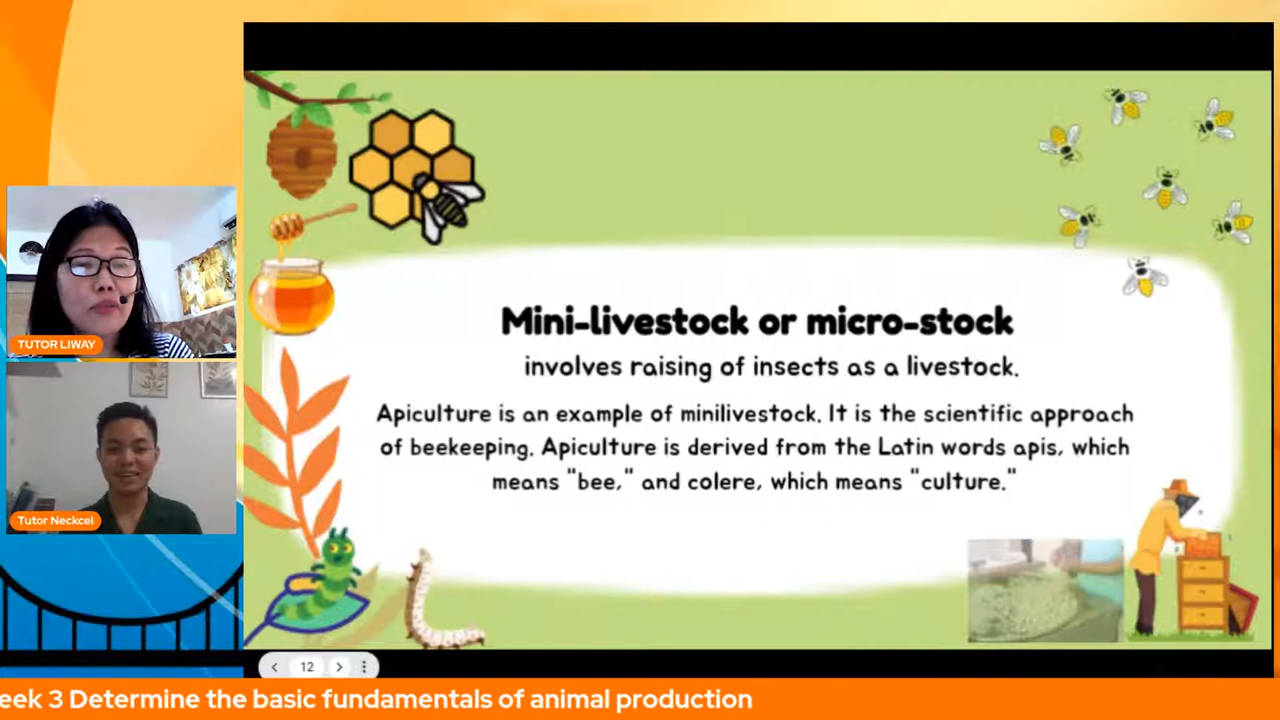 Mini-livestock or micro-stock
involves raising of insects as a livestock.
Apiculture is an example of minilivestock. It is the scientific approach
of beekeeping. Apiculture is derived from the Latin words apis, which
means "bee," and colere, which means "culture."
TUTOR LIWAY
Tutor Neckcel
12
eek 3 Determine the basic fundamentals of animal production